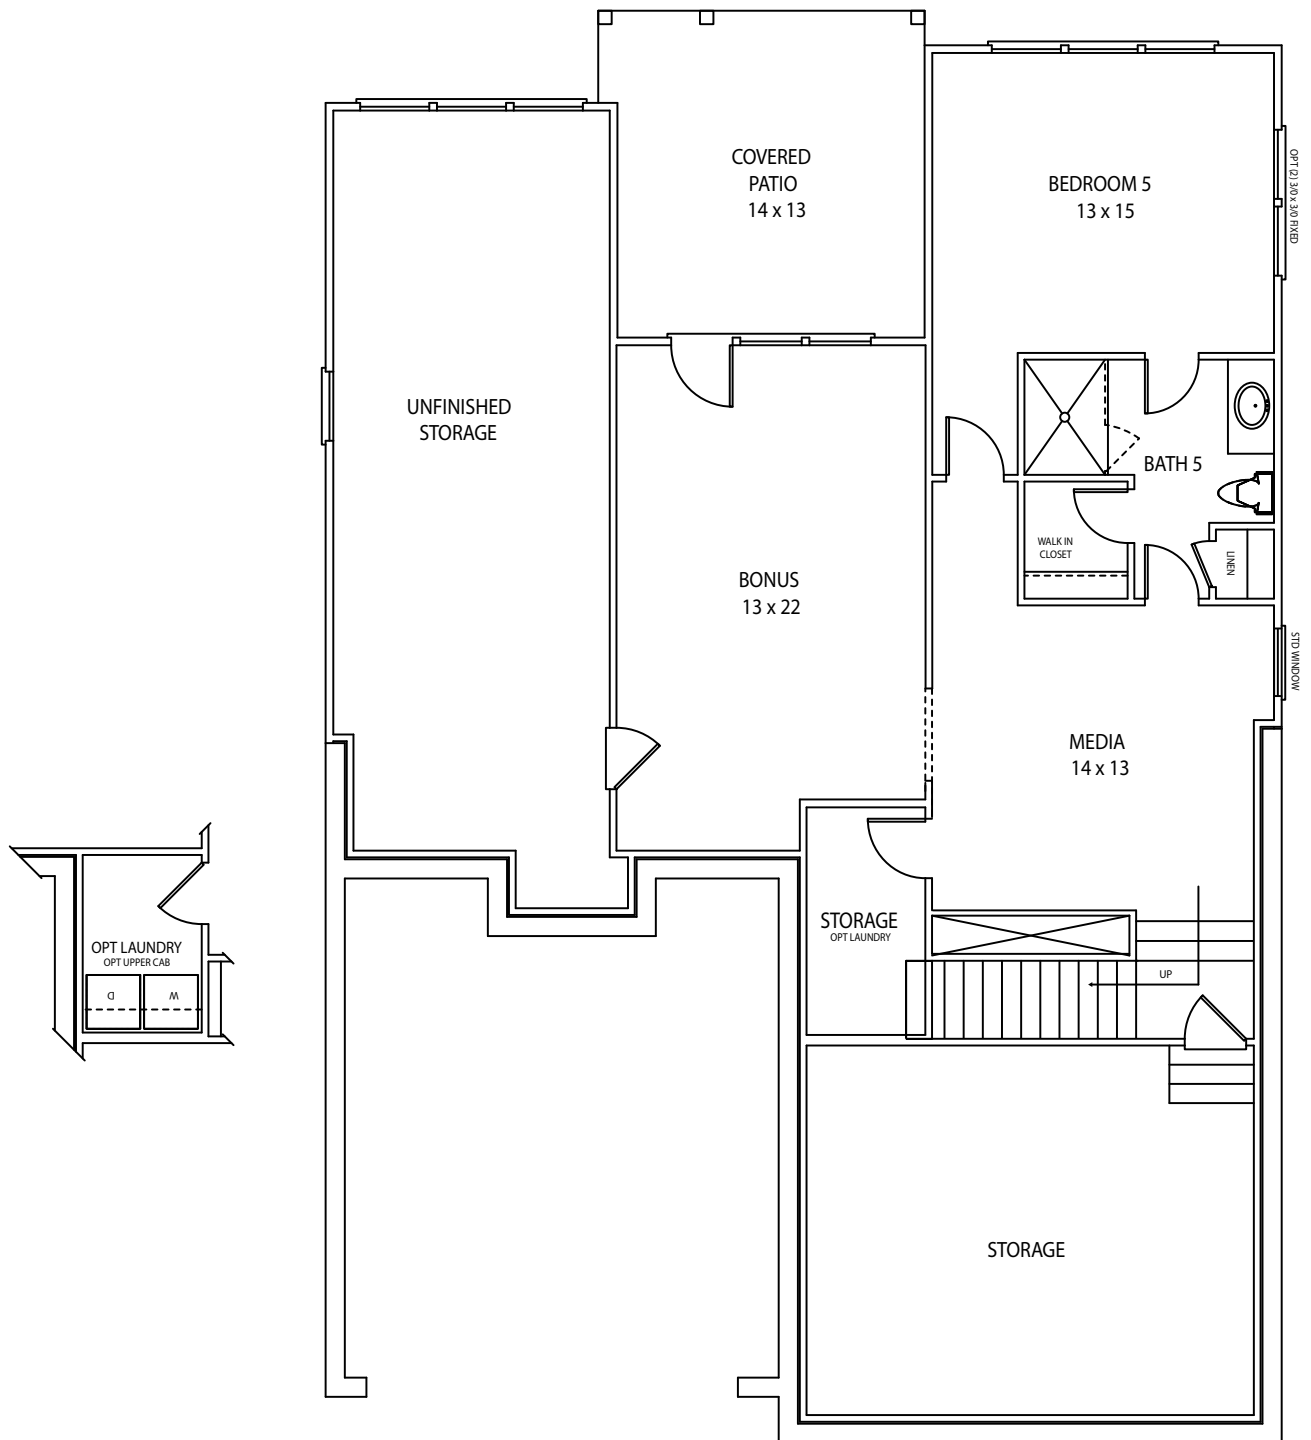 COVERED
PATIO
14 x 13
BEDROOM 5
13 x 15
OPT (2) 3/0 x 3/0 FIXED
UNFINISHED
STORAGE
BATH 5
WALK IN
CLOSET
LINEN
BONUS
13 x 22
STD WINDOW
MEDIA
14 x 13
STORAGE
OPT LAUNDRY
UP
OPT LAUNDRY
OPT UPPER CAB
D
W
STORAGE